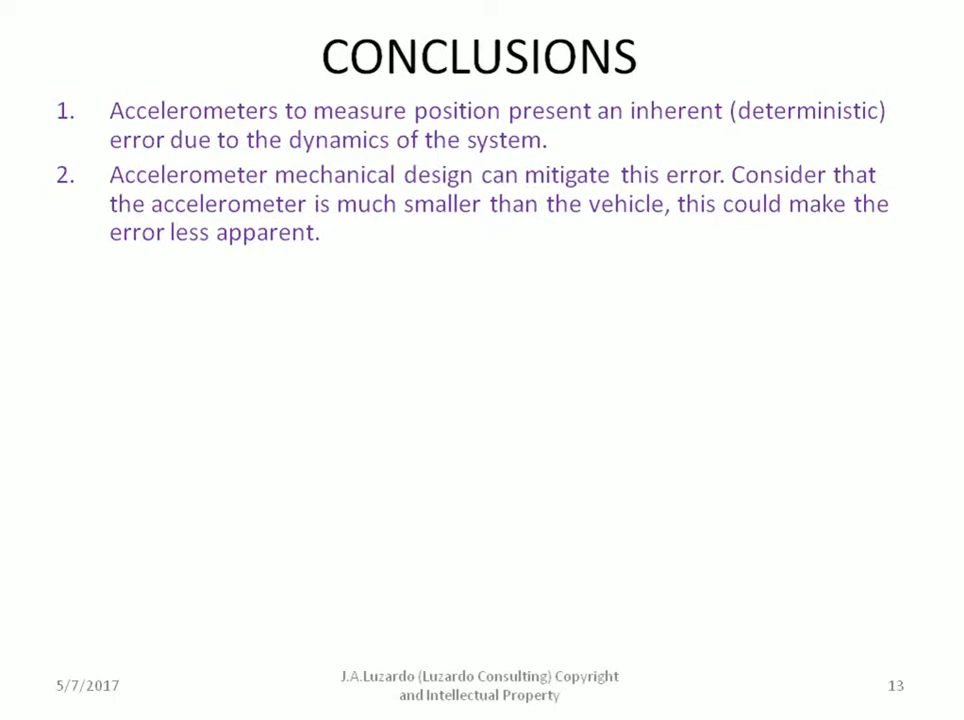 CONCLUSIONS
1. Accelerometers to measure position present an inherent (deterministic)
error due to the dynamics of the system.
2. Accelerometer mechanical design can mitigate this error. Consider that
the accelerometer is much smaller than the vehicle, this could make the
error less apparent.
5/7/2017
J.A.Luzardo (Luzardo Consulting) Copyright
and Intellectual Property
13